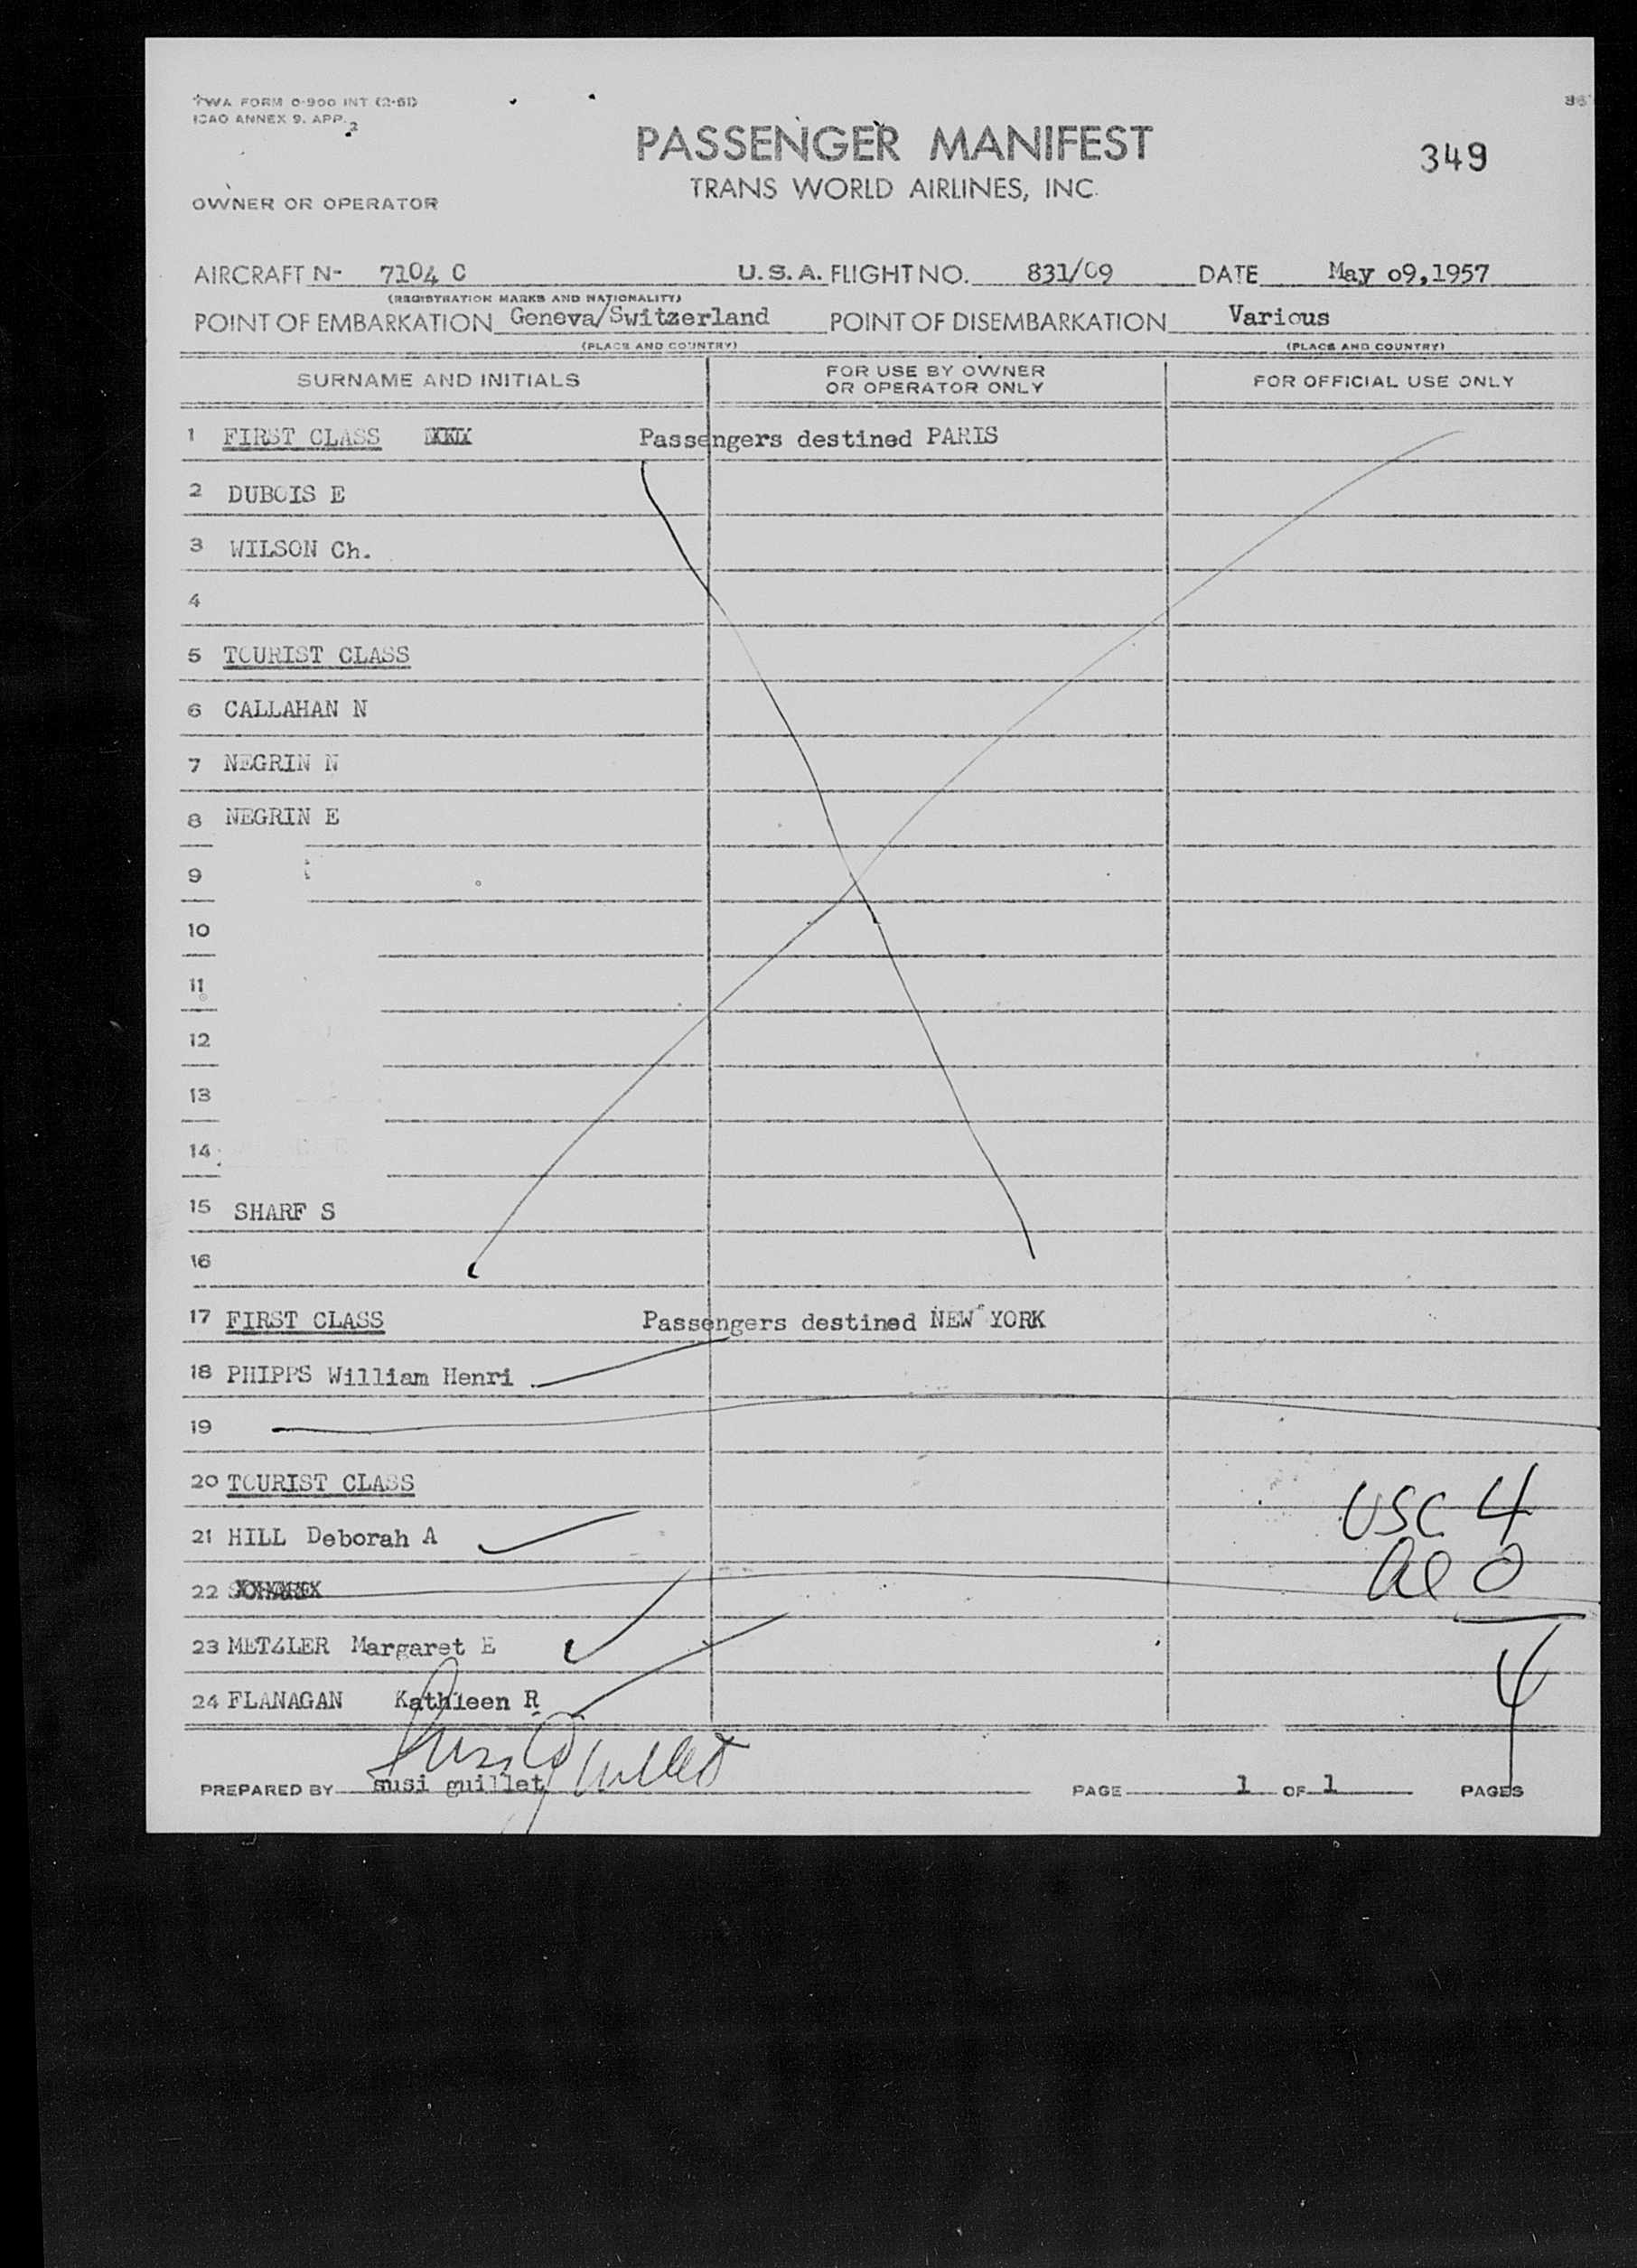 TWA FORM 0-900 INT (2-51)
ICAO ANNEX 9. APP. 2
PASSENGER MANIFEST
349
TRANS WORLD AIRLINES, INC.
OWNER OR OPERATOR
AIRCRAFT N- 7104 C U.S.A. FLIGHT NO. 831/09 DATE May 09,1957
(REGISTRATION MARKS AND NATIONALITY)
POINT OF EMBARKATION Geneva/Switzerland POINT OF DISEMBARKATION Various
(PLACE AND COUNTRY) (PLACE AND COUNTRY)
SURNAME AND INITIALS FOR USE BY OWNER OR OPERATOR ONLY FOR OFFICIAL USE ONLY
1 FIRST CLASS Passengers destined PARIS
2 DUBOIS E
3 WILSON Ch.
4
5 TOURIST CLASS
6 CALLAHAN N
7 NEGRIN N
8 NEGRIN E
9
10
11
12
13
14
15 SHARF S
16
17 FIRST CLASS Passengers destined NEW YORK
18 PHIPPS William Henri
19
20 TOURIST CLASS
USC 4
21 HILL Deborah A
al 0
22
23 METZLER Margaret E
4
24 FLANAGAN Kathleen R
Susi Guillet
PREPARED BY susi guillet PAGE 1 OF 1 PAGES